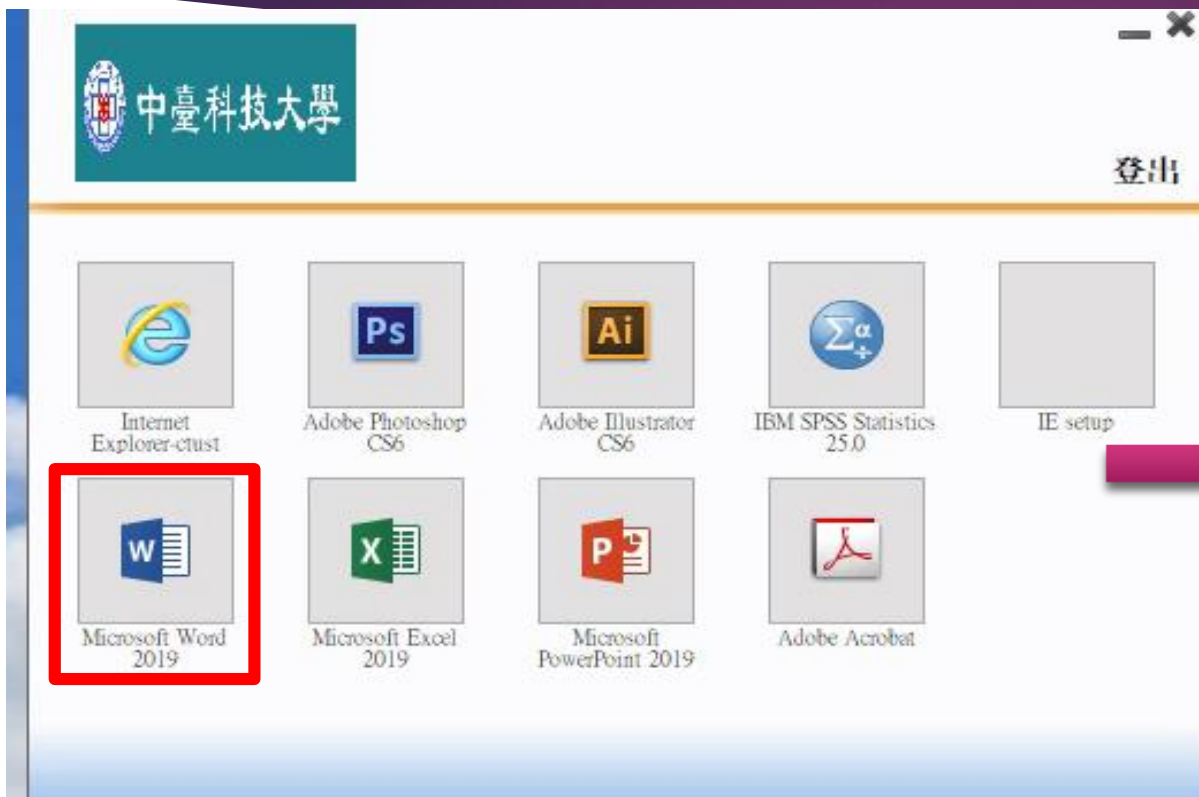 中臺科技大學
登出
Ps
Ai
Σα
÷
Internet
Explorer-ctust
Adobe Photoshop
CS6
Adobe Illustrator
CS6
IBM SPSS Statistics
25.0
IE setup
W
X
P
Microsoft Word
2019
Microsoft Excel
2019
Microsoft
PowerPoint 2019
Adobe Acrobat